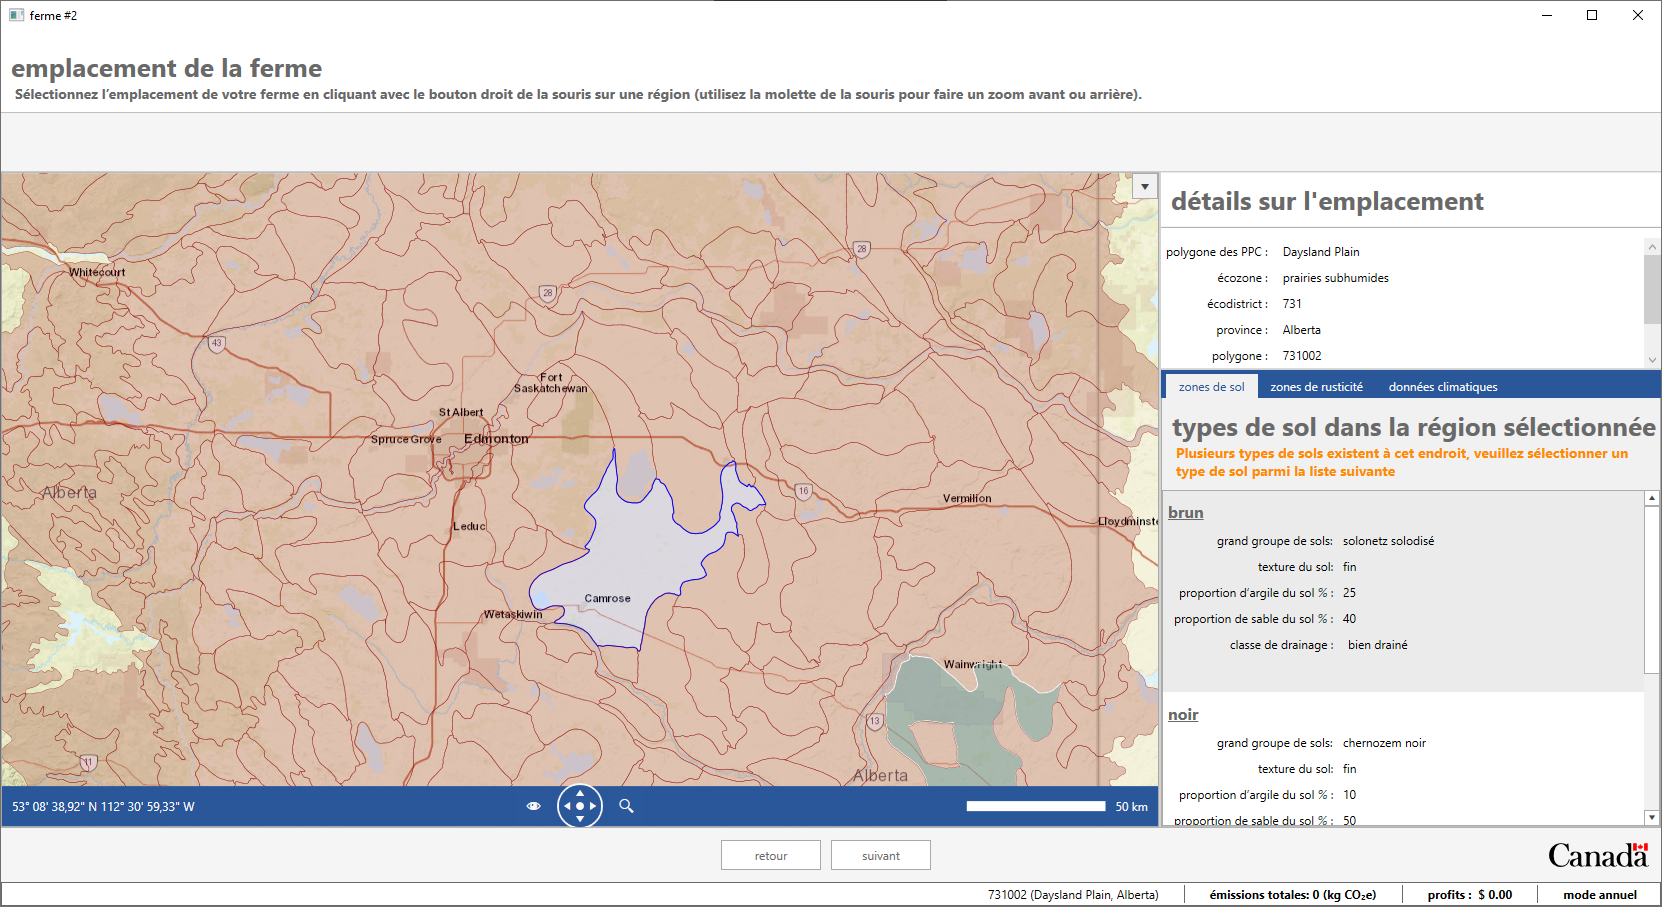 ferme #2
emplacement de la ferme
Sélectionnez l’emplacement de votre ferme en cliquant avec le bouton droit de la souris sur une région (utilisez la molette de la souris pour faire un zoom avant ou arrière).
Whitecourt
28
28
43
Fort
Saskatchewan
St Albert
Spruce Grove
Edmonton
Alberta
16
Vermilion
Leduc
Lloydminste
Camrose
Wetaskiwin
Wainwright
13
11
Alberta
53° 08' 38,92" N 112° 30' 59,33" W
50 km
détails sur l'emplacement
polygone des PPC : Daysland Plain
écozone : prairies subhumides
écodistrict : 731
province : Alberta
polygone : 731002
zones de sol zones de rusticité données climatiques
types de sol dans la région sélectionnée
Plusieurs types de sols existent à cet endroit, veuillez sélectionner un
type de sol parmi la liste suivante
brun
grand groupe de sols: solonetz solodisé
texture du sol: fin
proportion d’argile du sol % : 25
proportion de sable du sol % : 40
classe de drainage : bien drainé
noir
grand groupe de sols: chernozem noir
texture du sol: fin
proportion d’argile du sol % : 10
proportion de sable du sol % : 50
retour suivant
Canada
731002 (Daysland Plain, Alberta) émissions totales: 0 (kg CO₂e) profits : $ 0.00 mode annuel